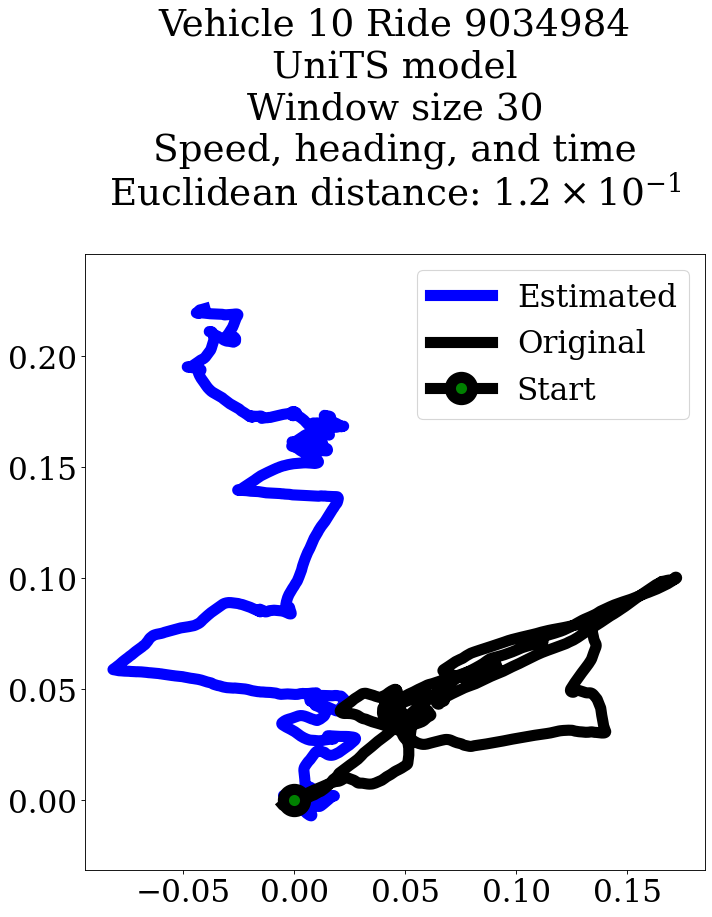 Vehicle 10 Ride 9034984
UniTS model
Window size 30
Speed, heading, and time
Euclidean distance: 1.2 × 10⁻¹
Estimated
Original
Start
0.20
0.15
0.10
0.05
0.00
−0.05 0.00 0.05 0.10 0.15